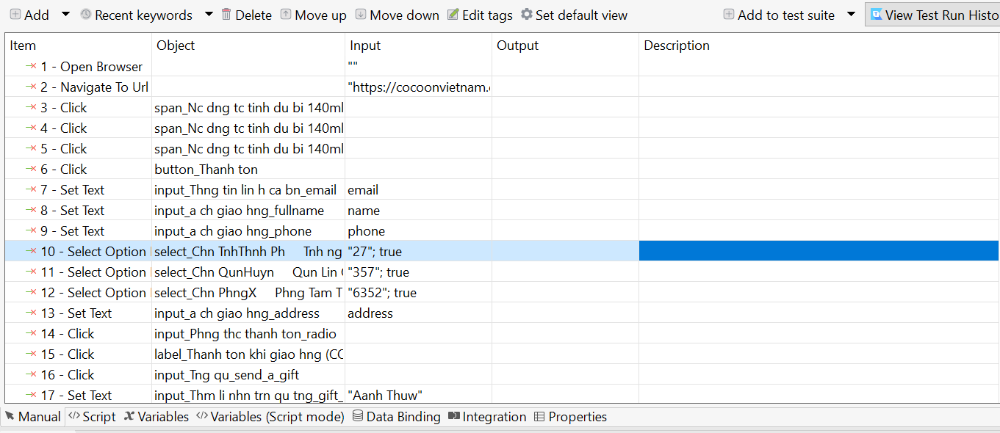 Add Recent keywords Delete Move up Move down Edit tags Set default view Add to test suite View Test Run Histo
Item Object Input Output Description
1 - Open Browser ""
2 - Navigate To Url "https://cocoonvietnam.
3 - Click span_Nc dng tc tinh du bi 140ml
4 - Click span_Nc dng tc tinh du bi 140ml
5 - Click span_Nc dng tc tinh du bi 140ml
6 - Click button_Thanh ton
7 - Set Text input_Thng tin lin h ca bn_email email
8 - Set Text input_a ch giao hng_fullname name
9 - Set Text input_a ch giao hng_phone phone
10 - Select Option select_Chn TnhThnh Ph Tnh ng "27"; true
11 - Select Option select_Chn QunHuyn Qun Lin "357"; true
12 - Select Option select_Chn PhngX Phng Tam T "6352"; true
13 - Set Text input_a ch giao hng_address address
14 - Click input_Phng thc thanh ton_radio
15 - Click label_Thanh ton khi giao hng (CO
16 - Click input_Tng qu_send_a_gift
17 - Set Text input_Thm li nhn trn qu tng_gift_ "Aanh Thuw"
Manual Script Variables Variables (Script mode) Data Binding Integration Properties